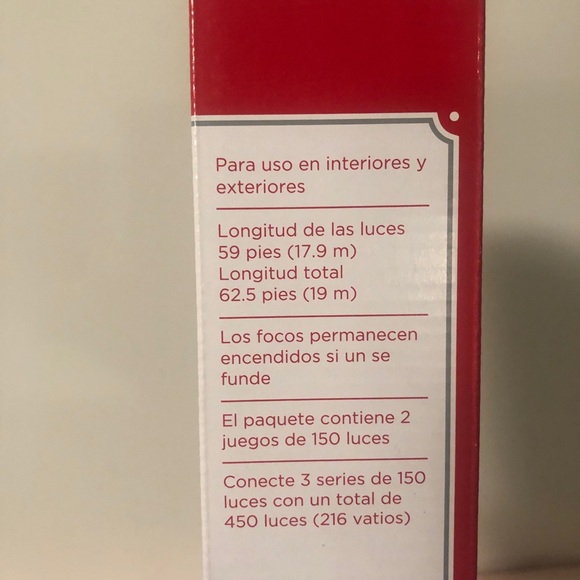 Para uso en interiores y
exteriores
Longitud de las luces
59 pies (17.9 m)
Longitud total
62.5 pies (19 m)
Los focos permanecen
encendidos si un se
funde
El paquete contiene 2
juegos de 150 luces
Conecte 3 series de 150
luces con un total de
450 luces (216 vatios)